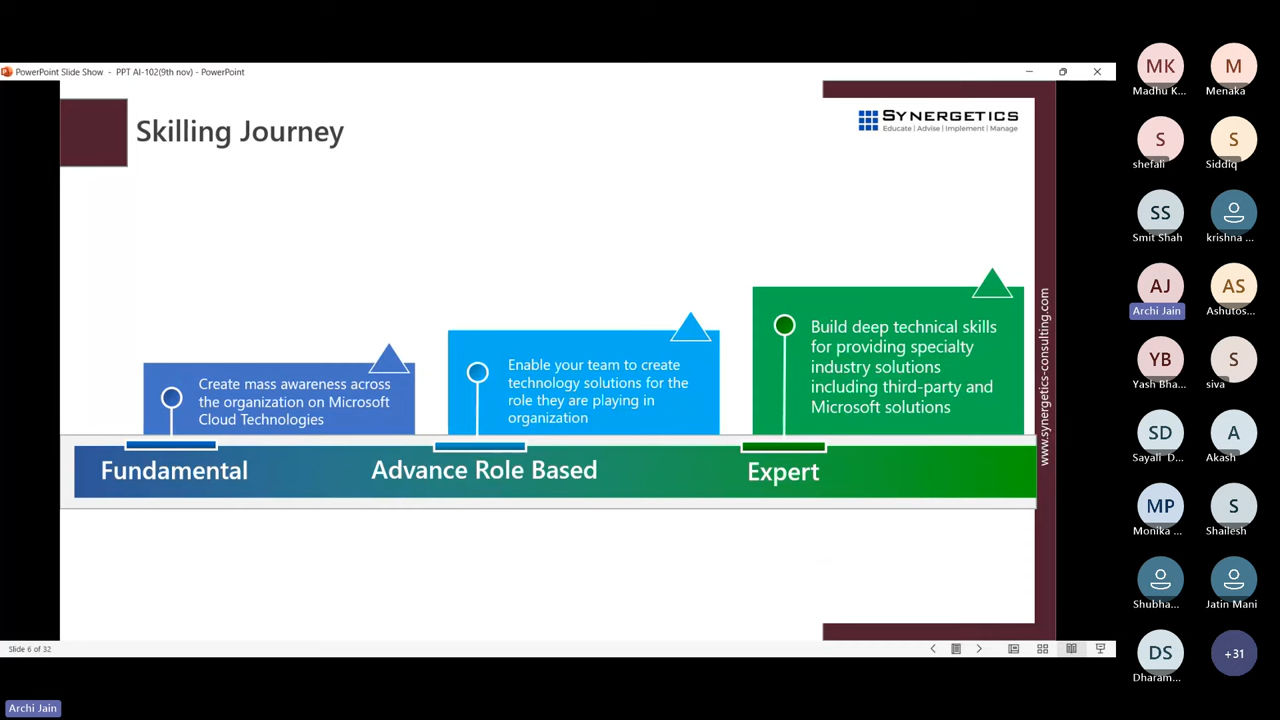 PowerPoint Slide Show - PPT AI-102(9th nov) - PowerPoint
Skilling Journey
SYNERGETICS
Educate | Advise | Implement | Manage
Create mass awareness across
the organization on Microsoft
Cloud Technologies
Enable your team to create
technology solutions for the
role they are playing in
organization
Build deep technical skills
for providing specialty
industry solutions
including third-party and
Microsoft solutions
Fundamental
Advance Role Based
Expert
www.synergetics-consulting.com
Slide 6 of 32
MK
Madhu K...
M
Menaka
S
shefali
S
Siddiq
SS
Smit Shah
krishna ...
AJ
Archi Jain
AS
Ashutos...
YB
Yash Bha...
S
siva
SD
Sayali D...
A
Akash
MP
Monika ...
S
Shailesh
Shubha...
Jatin Mani
DS
Dharam...
+31
Archi Jain